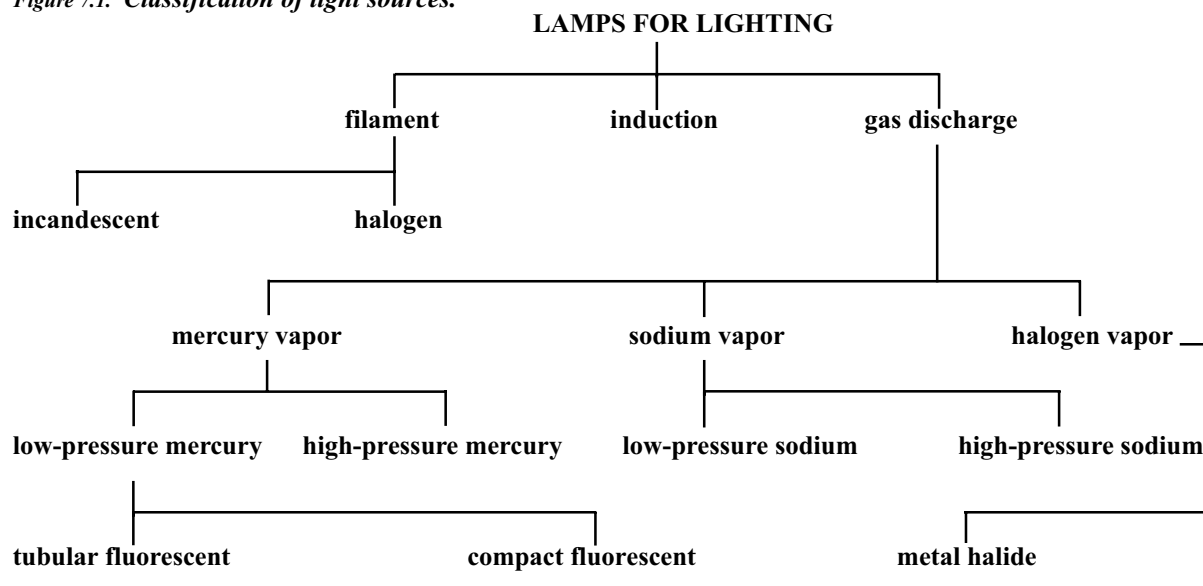 Figure 7.1. Classification of light sources.
LAMPS FOR LIGHTING
filament induction gas discharge
incandescent halogen
mercury vapor sodium vapor halogen vapor
low-pressure mercury high-pressure mercury low-pressure sodium high-pressure sodium
tubular fluorescent compact fluorescent metal halide